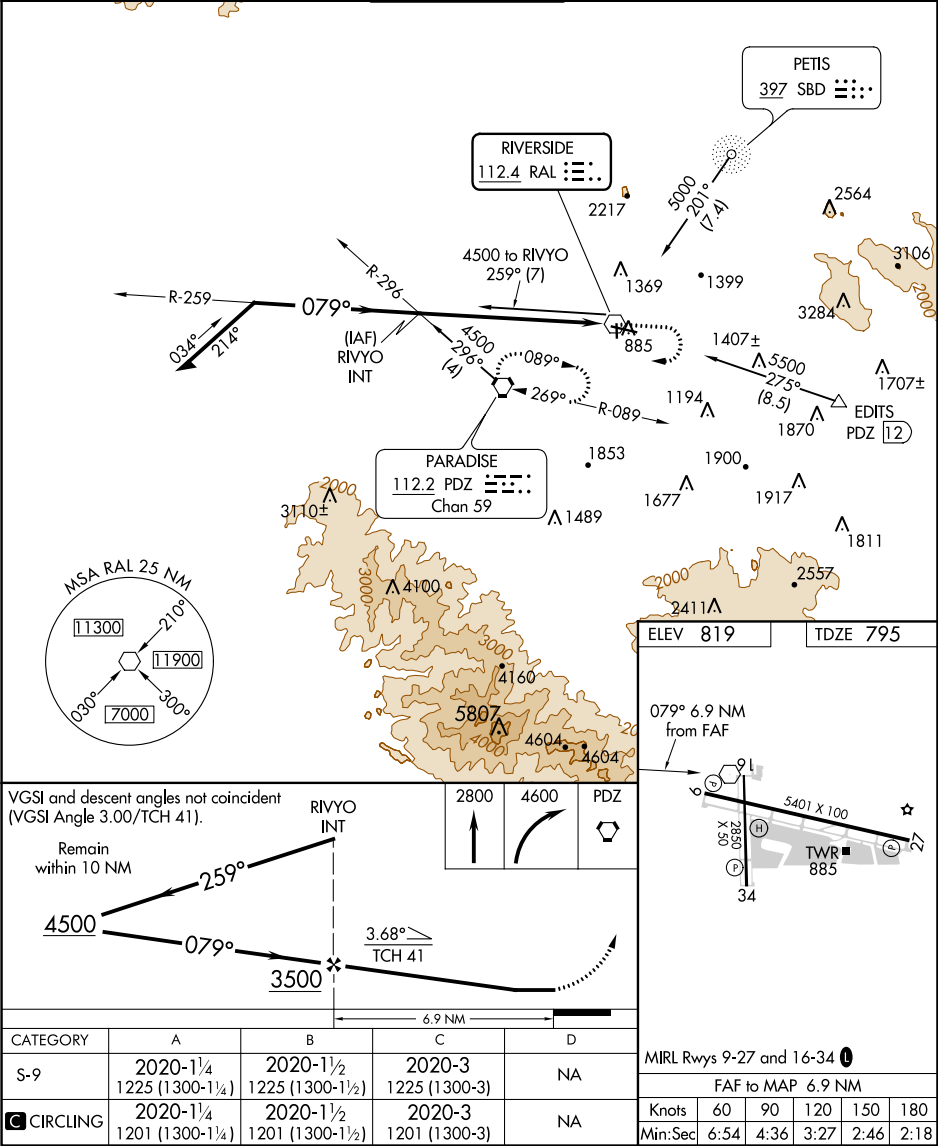 PETIS
397 SBD
RIVERSIDE
112.4 RAL
5000
201°
(7.4)
2217
2564
3106
2000
3284
4500 to RIVYO
259° (7)
1369
1399
R-296
R-259
079°
034°
214°
(IAF)
RIVYO
INT
4500
296°
(4)
089°
269°
R-089
885
1407±
5500
275°
(8.5)
1707±
EDITS
PDZ 12
1194
1870
PARADISE
112.2 PDZ
Chan 59
1853
1900
1677
1917
1489
1811
2000
3110±
3000
4100
2000
2557
2411
3000
4160
5807
4000
4604
4604
MSA RAL 25 NM
11300
210°
11900
030°
300°
7000
ELEV 819
TDZE 795
079° 6.9 NM
from FAF
16
P
9
5401 X 100
2850
X 50
H
P
TWR
885
P
27
34
MIRL Rwys 9-27 and 16-34 L
FAF to MAP 6.9 NM
Knots 60 90 120 150 180
Min:Sec 6:54 4:36 3:27 2:46 2:18
VGSI and descent angles not coincident
(VGSI Angle 3.00/TCH 41).
RIVYO
INT
2800 4600 PDZ
Remain
within 10 NM
259°
4500
079°
3.68°
TCH 41
3500
6.9 NM
CATEGORY A B C D
S-9 2020-1¼ 2020-1½ 2020-3 NA
1225 (1300-1¼) 1225 (1300-1½) 1225 (1300-3)
C CIRCLING 2020-1¼ 2020-1½ 2020-3 NA
1201 (1300-1¼) 1201 (1300-1½) 1201 (1300-3)